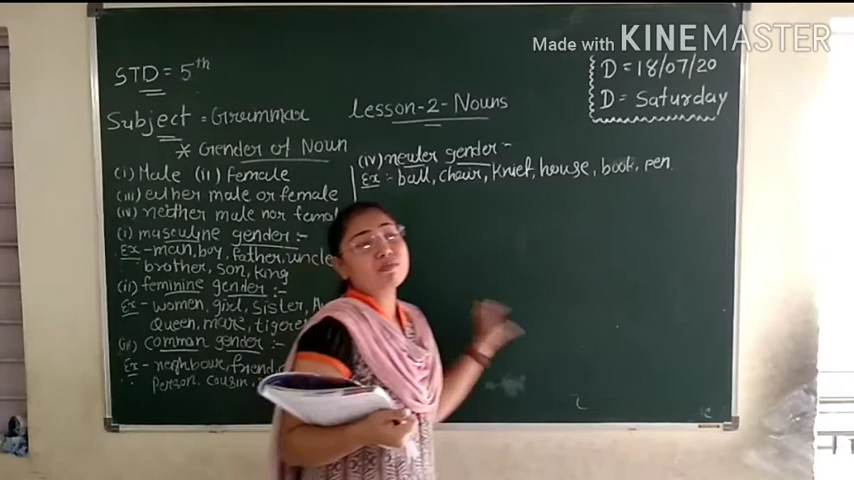 Made with KINEMASTER
D = 18/07/20
D = Saturday
STD = 5th
Subject = Grammar
Lesson-2-Nouns
* Gender of Noun
(i) Male (ii) Female
(iii) either male or female
(iv) neither male nor femal
(i) masculine gender :-
Ex - man, boy, father, uncle
brother, son, king
(ii) feminine gender :-
Ex - women, girl, sister,
Queen, mare, tigere
(iii) common gender :-
Ex - neghboure, friend,
Person, cousin,
(iv) neuter gender :-
Ex :- ball, chair, Knief, house, book, pen